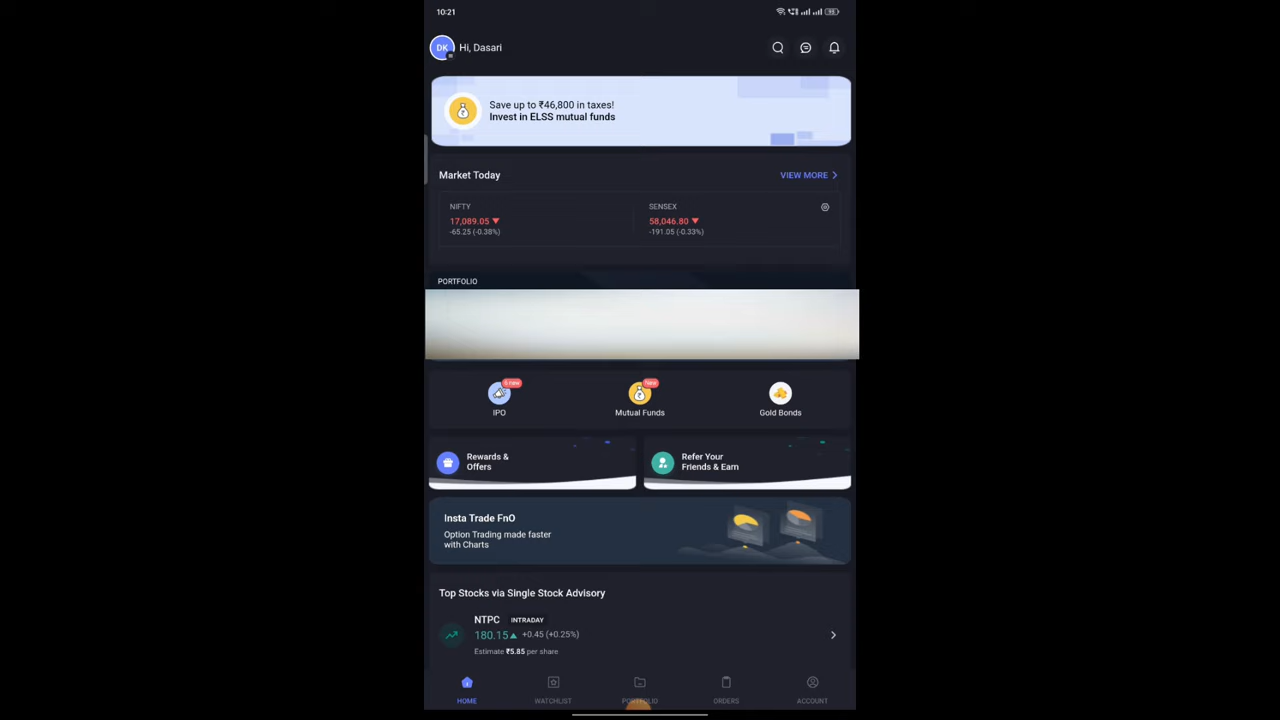 10:21
95
DK
Hi, Dasari
Save up to ₹46,800 in taxes!
Invest in ELSS mutual funds
Market Today
VIEW MORE
NIFTY
17,089.05
-65.25 (-0.38%)
SENSEX
58,046.80
-191.05 (-0.33%)
PORTFOLIO
6 new
IPO
New
Mutual Funds
Gold Bonds
Rewards &
Offers
Refer Your
Friends & Earn
Insta Trade FnO
Option Trading made faster
with Charts
Top Stocks via Single Stock Advisory
NTPC INTRADAY
180.15 +0.45 (+0.25%)
Estimate ₹5.85 per share
HOME
WATCHLIST
PORTFOLIO
ORDERS
ACCOUNT